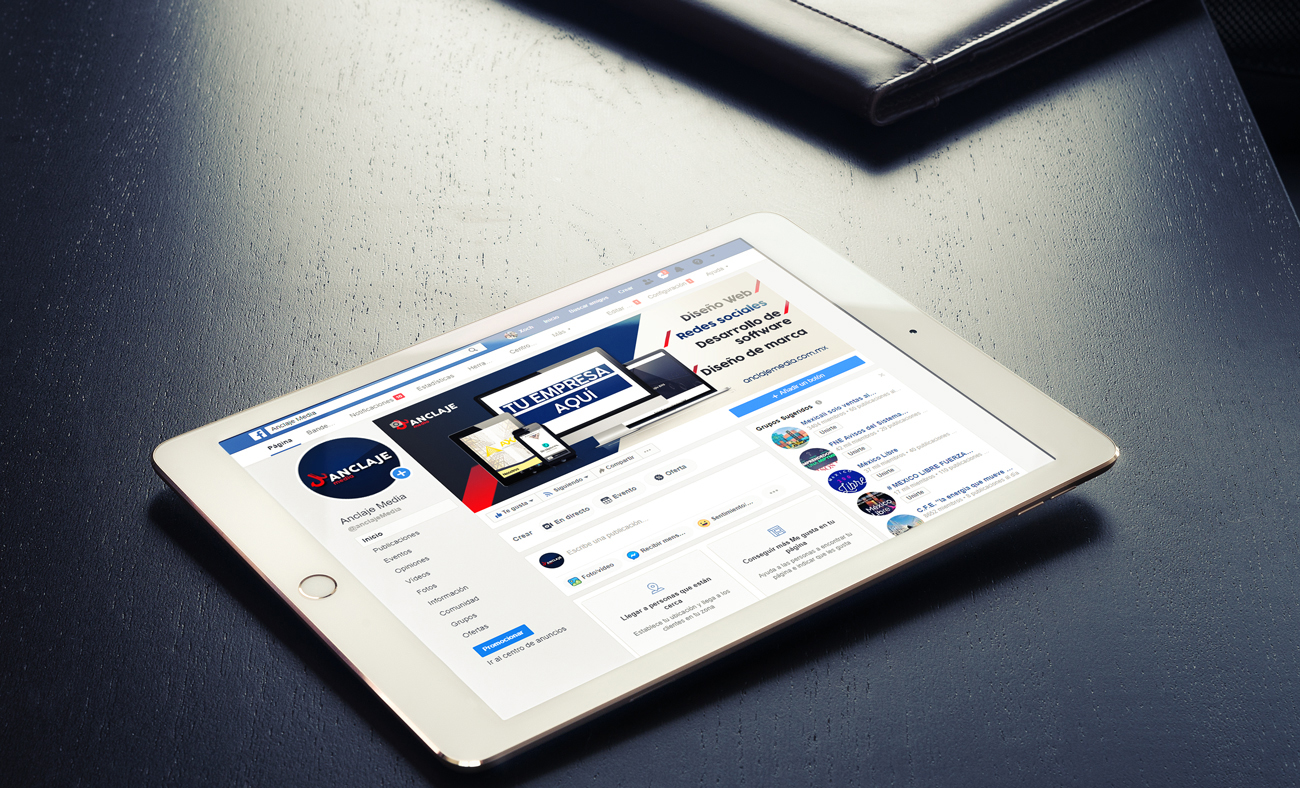 Anclaje Media
Inicio
Buscar amigos
Crear
Página
Bande
Notificaciones
Estadísticas
Herra
Centro...
Más
Editar
Configuración
Ayuda
ANCLAJE
Anclaje Media
@anclajeMedia
Inicio
Publicaciones
Eventos
Opiniones
Videos
Fotos
Información
Comunidad
Grupos
Ofertas
Promocionar
Ir al centro de anuncios
ANCLAJE
TU EMPRESA
AQUÍ
Diseño Web
Redes sociales
Desarrollo de
software
Diseño de marca
anclajemedia.com.mx
Te gusta
Siguiendo
Compartir
...
+ Añadir un botón
Crear
En directo
Evento
Oferta
Escribe una publicación...
Foto/video
Recibir mens...
Sentimiento/...
...
Llegar a personas que están
cerca
Establece tu ubicación y llega a los
clientes en tu zona
Conseguir más Me gusta en tu
página
Ayuda a las personas a encontrar tu
página e indicar que les gusta
Grupos Sugeridos
Mexicali solo ventas al...
Unirte
FNE Avisos del Sistema...
Unirte
México Libre
Unirte
# MEXICO LIBRE FUERZA...
Unirte
C.F.E. "la energia que mueve ...